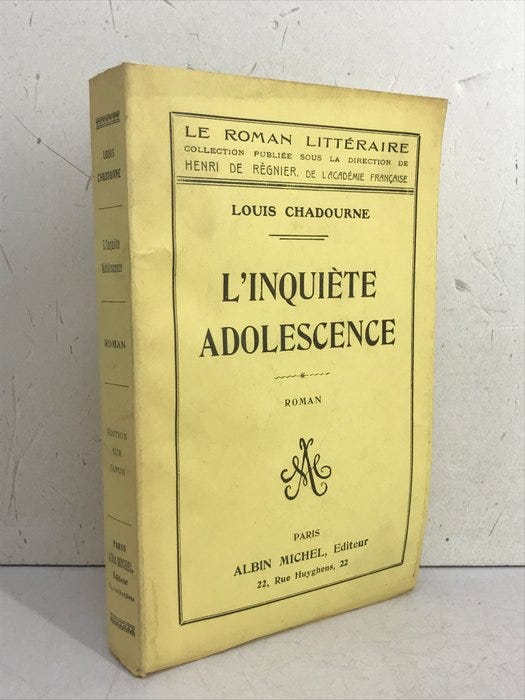 LE ROMAN LITTÉRAIRE
COLLECTION PUBLIÉE SOUS LA DIRECTION DE
HENRI DE RÉGNIER, DE L'ACADÉMIE FRANÇAISE
LOUIS CHADOURNE
L'INQUIÈTE
ADOLESCENCE
ROMAN
PARIS
ALBIN MICHEL, Editeur
22, Rue Huyghens, 22
LOUIS
CHADOURNE
L'Inquiète
Adolescence
ROMAN
ÉDITION
SUR
JAPON
PARIS
ALBIN MICHEL
Editeur